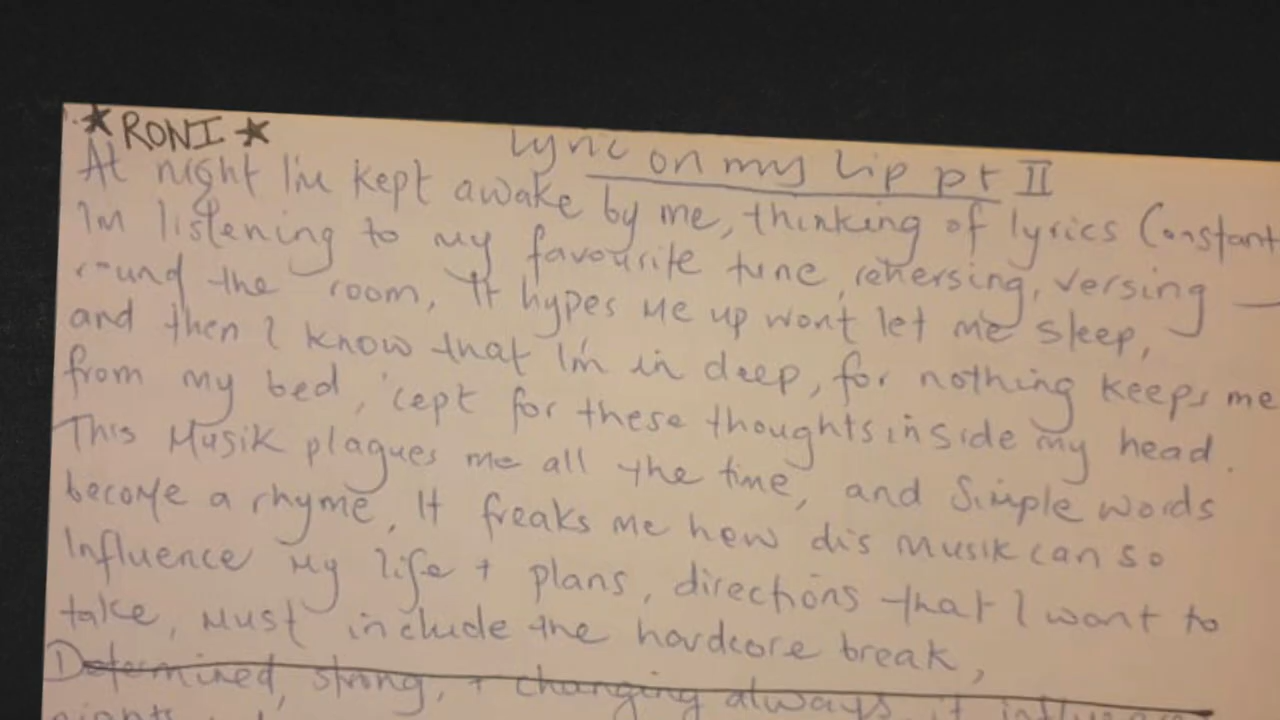 ★ RONI ★
Lyric on my Lip pt II
At night I'm kept awake by me, thinking of lyrics Constant
Im listening to my favourite tune, rehersing, versing
round the room, It hypes me up wont let me sleep,
and then I know that I'm in deep, for nothing keeps me
from my bed, 'cept for these thoughts inside my head.
This Musik plagues me all the time, and Simple words
become a rhyme, It freaks me how dis musik can so
Influence my life + plans, directions that I want to
take, must include the hardcore break,
Determined, strong, + changing always, it